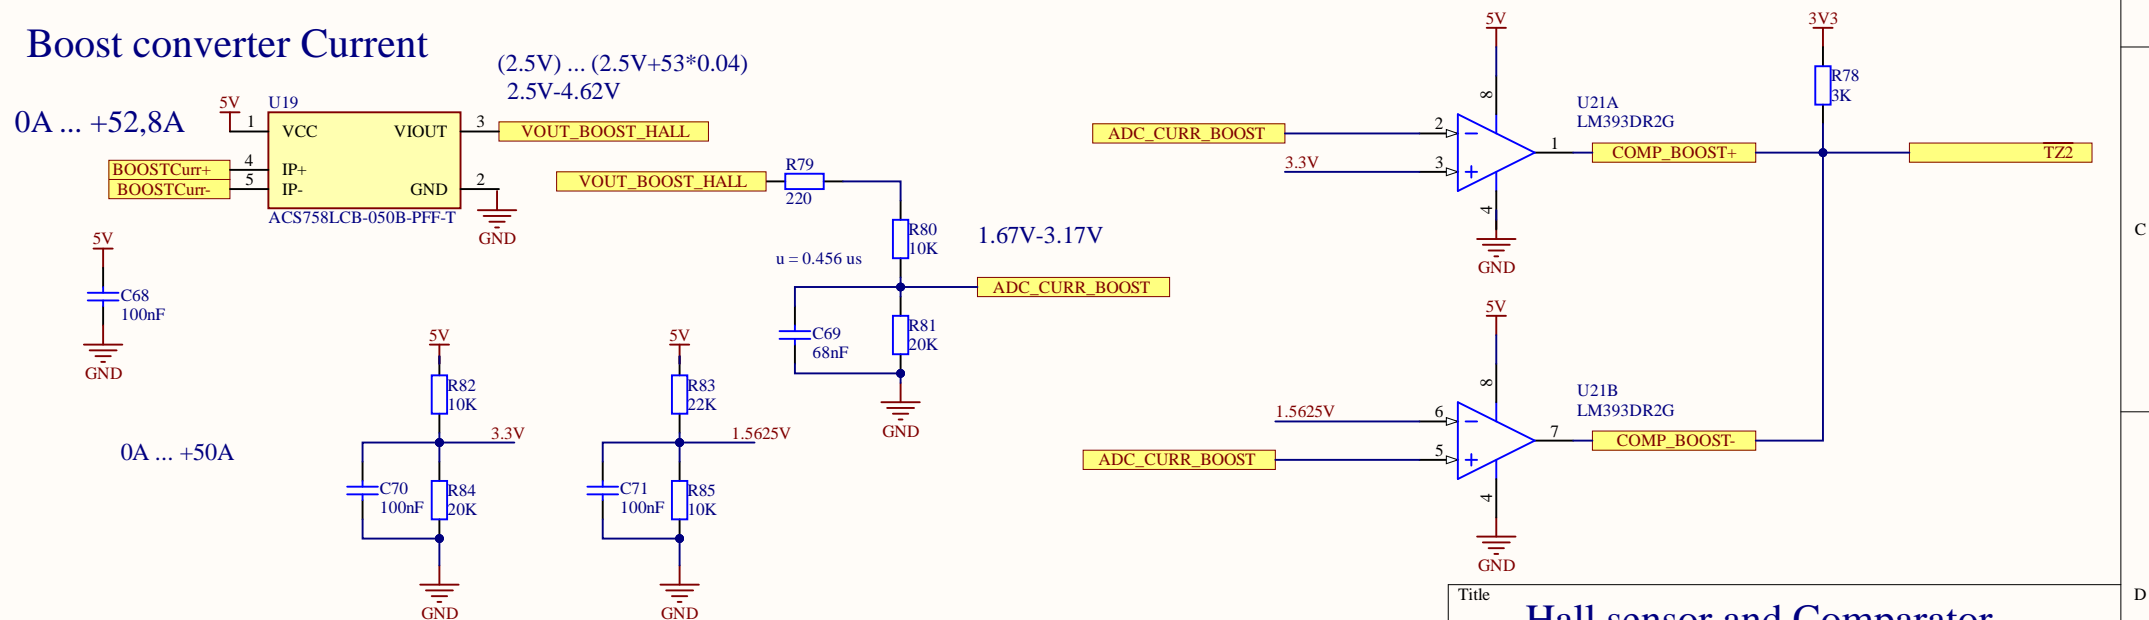 Boost converter Current
(2.5V) ... (2.5V+53*0.04)
2.5V-4.62V
0A ... +52,8A
5V
U19
1
VCC
VIOUT
3
VOUT_BOOST_HALL
BOOSTCurr+
4
IP+
BOOSTCurr-
5
IP-
GND
2
ACS758LCB-050B-PFF-T
GND
5V
C68
100nF
GND
VOUT_BOOST_HALL
R79
220
R80
10K
1.67V-3.17V
u = 0.456 us
ADC_CURR_BOOST
C69
68nF
R81
20K
GND
0A ... +50A
5V
R82
10K
3.3V
C70
100nF
R84
20K
GND
5V
R83
22K
1.5625V
C71
100nF
R85
10K
GND
5V
8
U21A
LM393DR2G
ADC_CURR_BOOST
2
3.3V
3
1
COMP_BOOST+
4
GND
3V3
R78
3K
TZ2
5V
8
U21B
LM393DR2G
1.5625V
6
ADC_CURR_BOOST
5
7
COMP_BOOST-
4
GND
C
D
Title
Hall sensor and Comparator